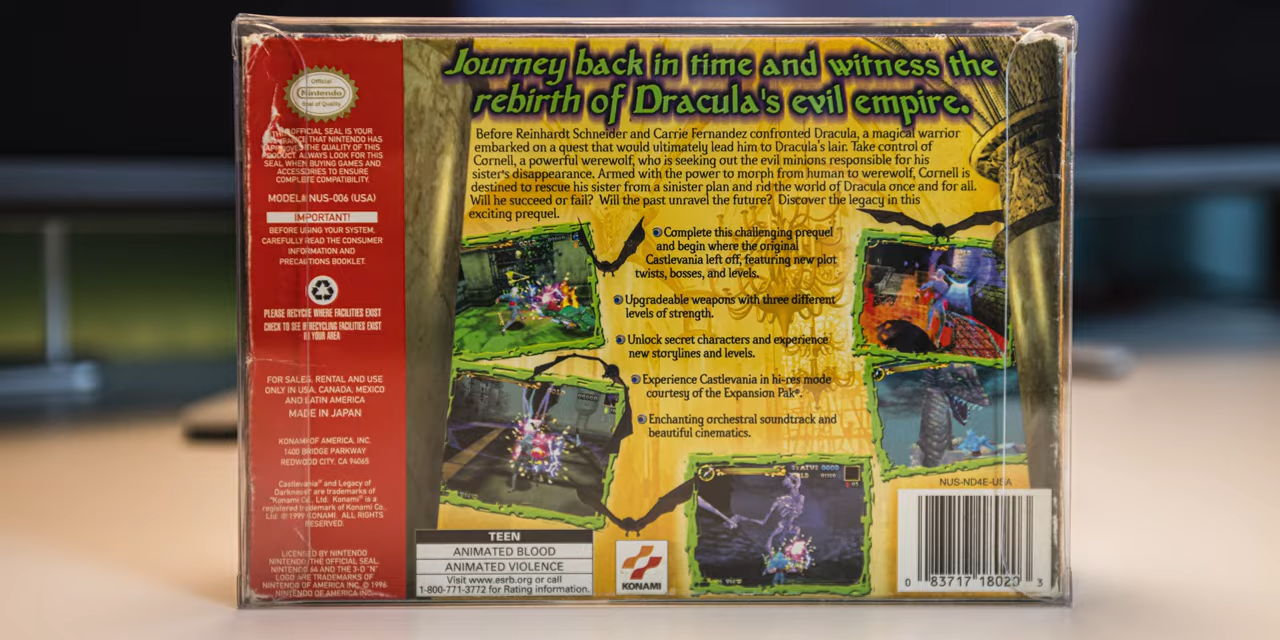 Official
Nintendo
Seal of Quality
OFFICIAL SEAL IS YOUR
THAT NINTENDO HAS
THE QUALITY OF THIS
PRODUCT. ALWAYS LOOK FOR THIS
SEAL WHEN BUYING GAMES AND
ACCESSORIES TO ENSURE
COMPLETE COMPATIBILITY.
MODEL# NUS-006 (USA)
IMPORTANT!
BEFORE USING YOUR SYSTEM,
CAREFULLY READ THE CONSUMER
INFORMATION AND
PRECAUTIONS BOOKLET.
PLEASE RECYCLE WHERE FACILITIES EXIST
CHECK TO SEE IF RECYCLING FACILITIES EXIST
IN YOUR AREA
FOR SALES, RENTAL AND USE
ONLY IN USA, CANADA, MEXICO
AND LATIN AMERICA
MADE IN JAPAN
KONAMI OF AMERICA, INC.
1400 BRIDGE PARKWAY
REDWOOD CITY, CA 94065
Castlevania® and Legacy of
Darkness® are trademarks of
"Konami Co., Ltd. Konami® is a
registered trademark of Konami Co.,
Ltd. © 1999 KONAMI. ALL RIGHTS
RESERVED.
LICENSED BY NINTENDO
NINTENDO, THE OFFICIAL SEAL,
NINTENDO 64 AND THE 3-D "N"
LOGO ARE TRADEMARKS OF
NINTENDO OF AMERICA INC. © 1996
NINTENDO OF AMERICA INC.
Journey back in time and witness the
rebirth of Dracula's evil empire.
Before Reinhardt Schneider and Carrie Fernandez confronted Dracula, a magical warrior
embarked on a quest that would ultimately lead him to Dracula's lair. Take control of
Cornell, a powerful werewolf, who is seeking out the evil minions responsible for his
sister's disappearance. Armed with the power to morph from human to werewolf, Cornell is
destined to rescue his sister from a sinister plan and rid the world of Dracula once and for all.
Will he succeed or fail? Will the past unravel the future? Discover the legacy in this
exciting prequel.
Complete this challenging prequel
and begin where the original
Castlevania left off, featuring new plot
twists, bosses, and levels.
Upgradeable weapons with three different
levels of strength.
Unlock secret characters and experience
new storylines and levels.
Experience Castlevania in hi-res mode
courtesy of the Expansion Pak®.
Enchanting orchestral soundtrack and
beautiful cinematics.
STATUS GOOD
TEEN
ANIMATED BLOOD
ANIMATED VIOLENCE
Visit www.esrb.org or call
1-800-771-3772 for Rating information.
KONAMI
NUS-ND4E-USA
0 83717 18020 3